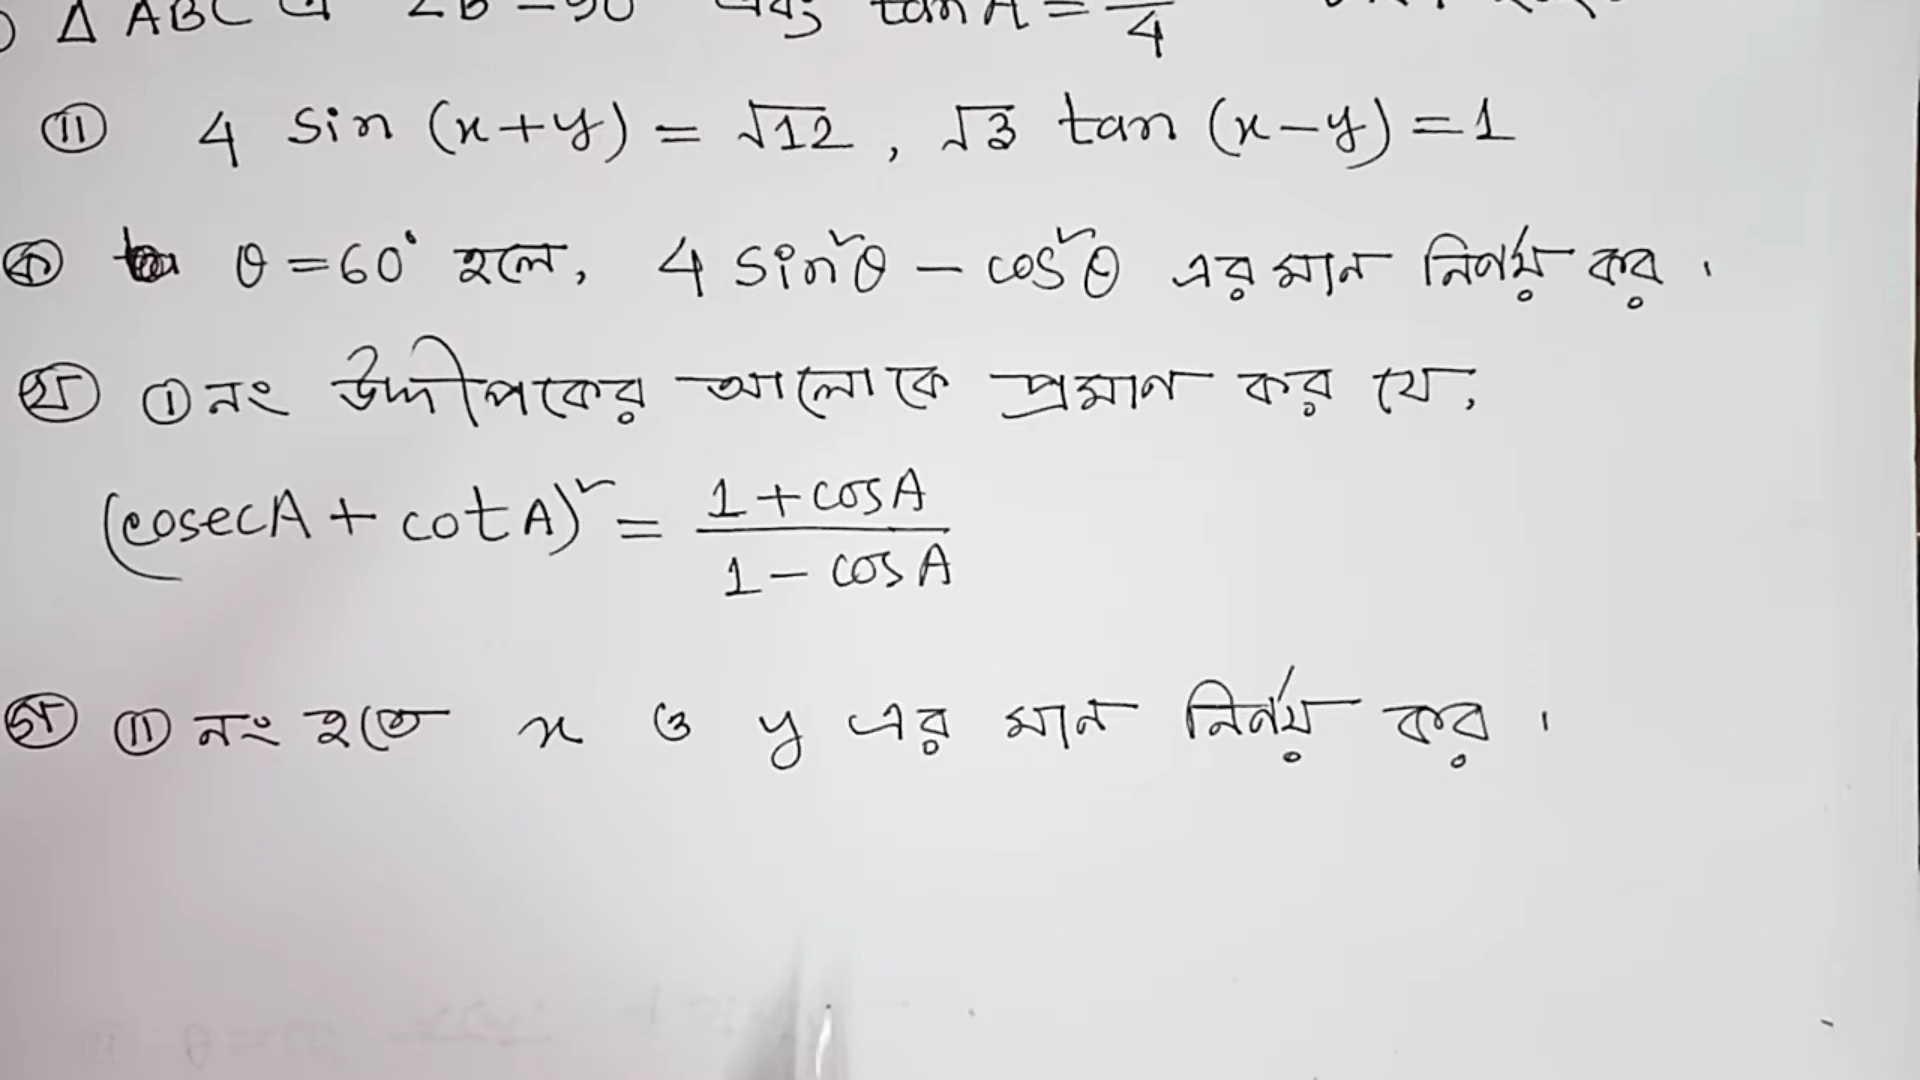 Δ ABC এ ∠B = 90 এবং tan A = /4
(ii) 4 sin (x+y) = √12 , √3 tan (x−y) = 1
(ক) θ = 60° হলে, 4 sin²θ − cos²θ এর মান নির্ণয় কর ।
(খ) (i) নং উদ্দীপকের আলোকে প্রমাণ কর যে,
(cosecA + cotA)² = (1+cosA)/(1−cosA)
(গ) (ii) নং হতে x ও y এর মান নির্ণয় কর ।